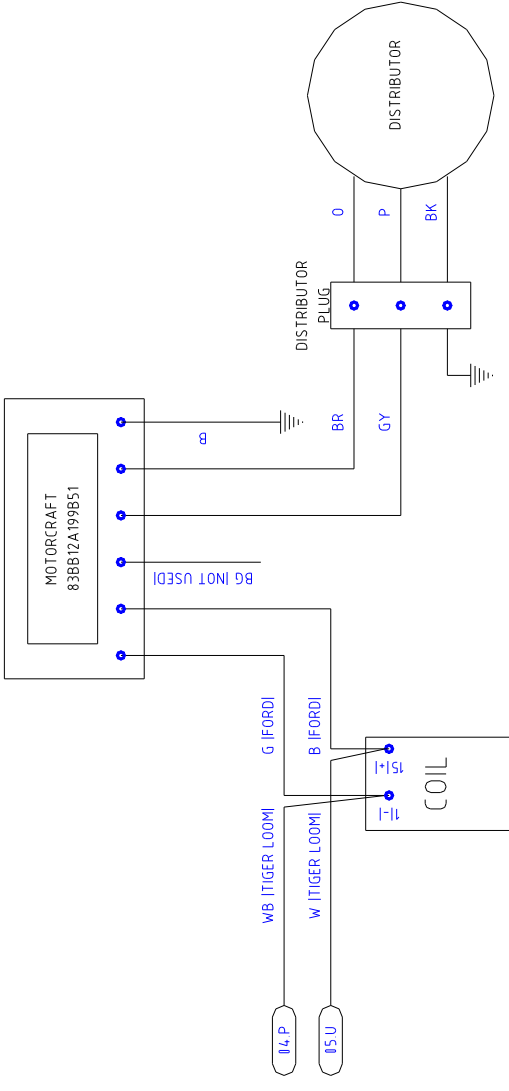 DISTRIBUTOR
O
P
BK
DISTRIBUTOR
PLUG
BR
GY
B
MOTORCRAFT
83BB12A199B51
BG |NOT USED|
G |FORD|
B |FORD|
15|+|
1|-|
COIL
WB |TIGER LOOM|
W |TIGER LOOM|
04.P
05.U